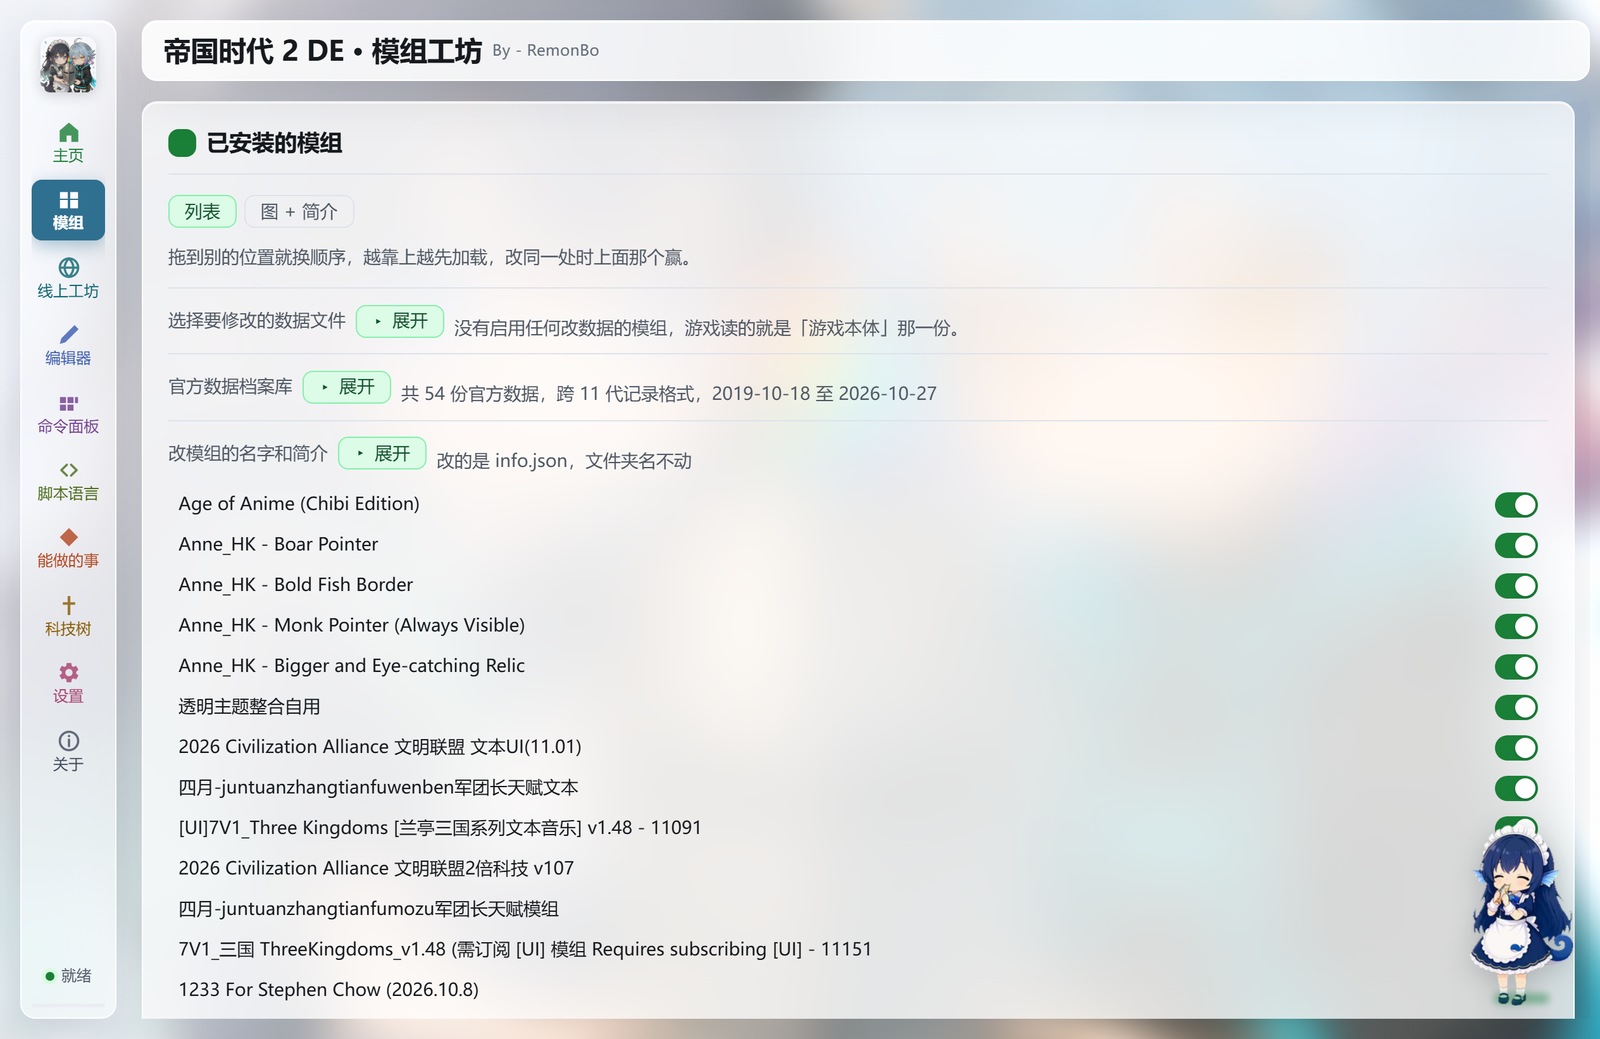 帝国时代 2 DE • 模组工坊 By - RemonBo
主页
模组
线上工坊
编辑器
命令面板
脚本语言
能做的事
科技树
设置
关于
就绪
已安装的模组
列表 图 + 简介
拖到别的位置就换顺序，越靠上越先加载，改同一处时上面那个赢。
选择要修改的数据文件 ‣ 展开 没有启用任何改数据的模组，游戏读的就是「游戏本体」那一份。
官方数据档案库 ‣ 展开 共 54 份官方数据，跨 11 代记录格式，2019-10-18 至 2026-10-27
改模组的名字和简介 ‣ 展开 改的是 info.json，文件夹名不动
Age of Anime (Chibi Edition)
Anne_HK - Boar Pointer
Anne_HK - Bold Fish Border
Anne_HK - Monk Pointer (Always Visible)
Anne_HK - Bigger and Eye-catching Relic
透明主题整合自用
2026 Civilization Alliance 文明联盟 文本UI(11.01)
四月-juntuanzhangtianfuwenben军团长天赋文本
[UI]7V1_Three Kingdoms [兰亭三国系列文本音乐] v1.48 - 11091
2026 Civilization Alliance 文明联盟2倍科技 v107
四月-juntuanzhangtianfumozu军团长天赋模组
7V1_三国 ThreeKingdoms_v1.48 (需订阅 [UI] 模组 Requires subscribing [UI] - 11151
1233 For Stephen Chow (2026.10.8)